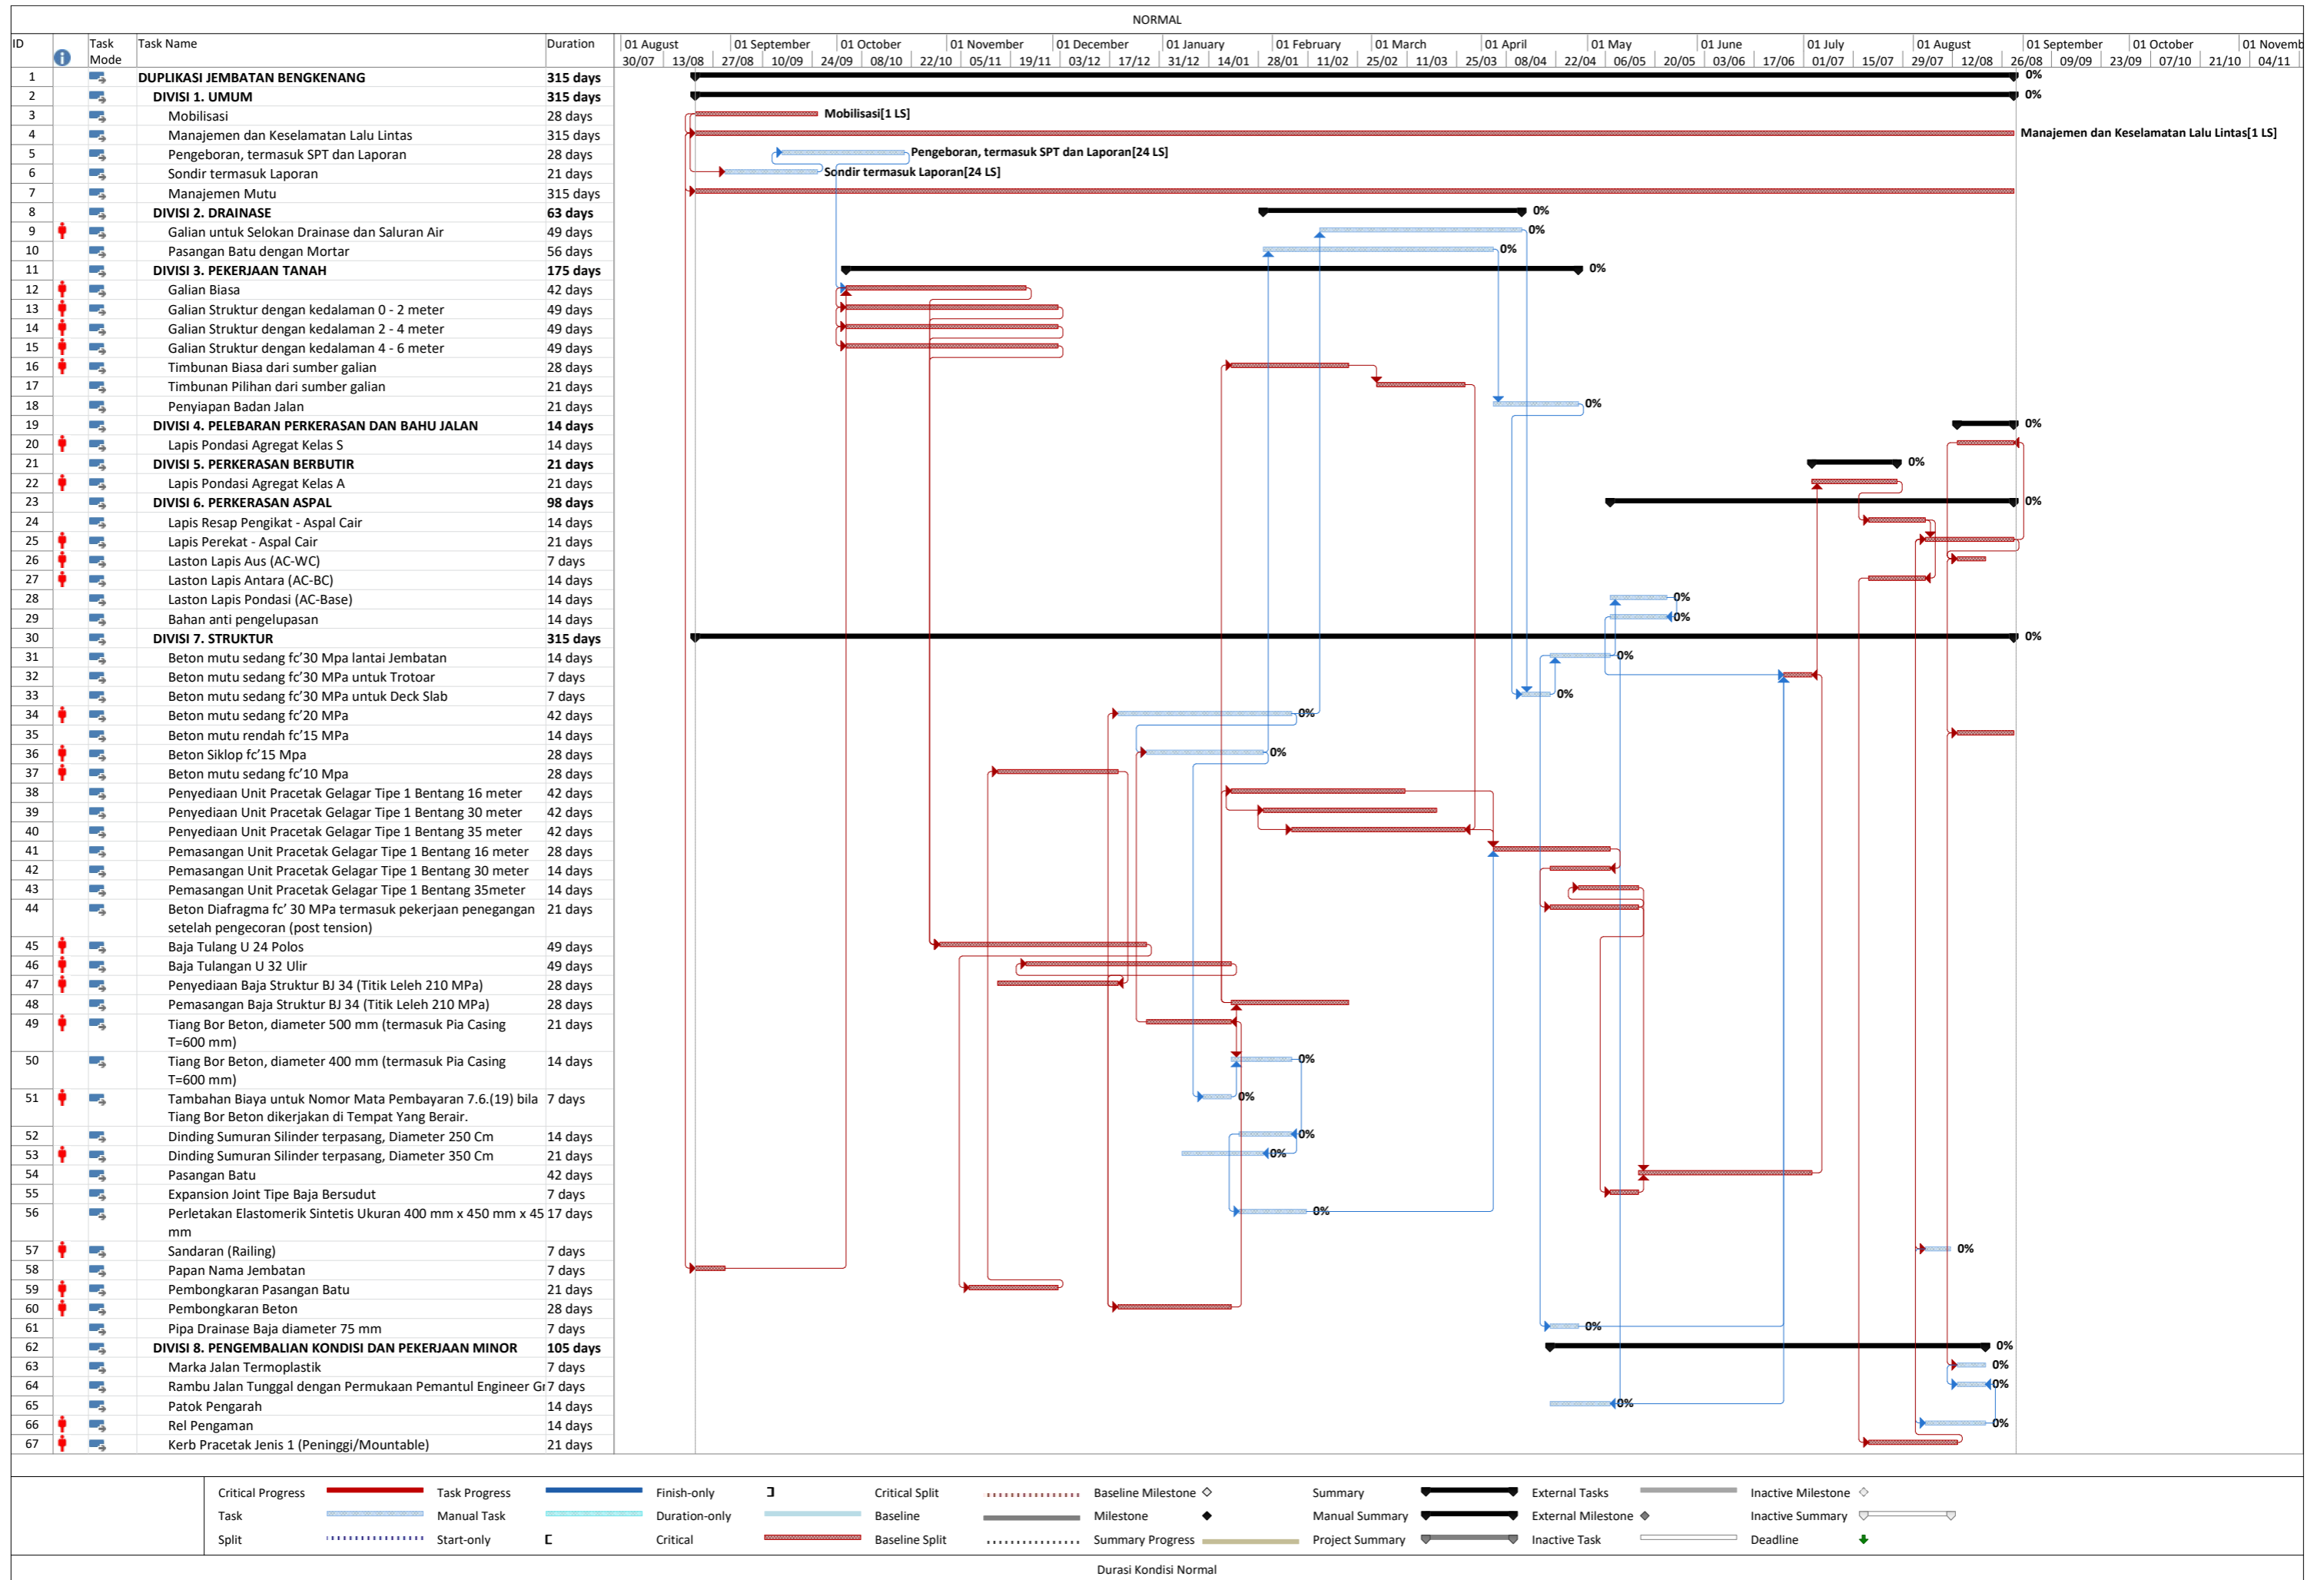 NORMAL
ID Task Mode Task Name Duration
01 August 01 September 01 October 01 November 01 December 01 January 01 February 01 March 01 April 01 May 01 June 01 July 01 August 01 September 01 October 01 Novemb
30/07 13/08 27/08 10/09 24/09 08/10 22/10 05/11 19/11 03/12 17/12 31/12 14/01 28/01 11/02 25/02 11/03 25/03 08/04 22/04 06/05 20/05 03/06 17/06 01/07 15/07 29/07 12/08 26/08 09/09 23/09 07/10 21/10 04/11
1 DUPLIKASI JEMBATAN BENGKENANG 315 days 0%
2 DIVISI 1. UMUM 315 days 0%
3 Mobilisasi 28 days Mobilisasi[1 LS]
4 Manajemen dan Keselamatan Lalu Lintas 315 days Manajemen dan Keselamatan Lalu Lintas[1 LS]
5 Pengeboran, termasuk SPT dan Laporan 28 days Pengeboran, termasuk SPT dan Laporan[24 LS]
6 Sondir termasuk Laporan 21 days Sondir termasuk Laporan[24 LS]
7 Manajemen Mutu 315 days
8 DIVISI 2. DRAINASE 63 days 0%
9 Galian untuk Selokan Drainase dan Saluran Air 49 days 0%
10 Pasangan Batu dengan Mortar 56 days 0%
11 DIVISI 3. PEKERJAAN TANAH 175 days 0%
12 Galian Biasa 42 days
13 Galian Struktur dengan kedalaman 0 - 2 meter 49 days
14 Galian Struktur dengan kedalaman 2 - 4 meter 49 days
15 Galian Struktur dengan kedalaman 4 - 6 meter 49 days
16 Timbunan Biasa dari sumber galian 28 days
17 Timbunan Pilihan dari sumber galian 21 days
18 Penyiapan Badan Jalan 21 days 0%
19 DIVISI 4. PELEBARAN PERKERASAN DAN BAHU JALAN 14 days 0%
20 Lapis Pondasi Agregat Kelas S 14 days
21 DIVISI 5. PERKERASAN BERBUTIR 21 days 0%
22 Lapis Pondasi Agregat Kelas A 21 days
23 DIVISI 6. PERKERASAN ASPAL 98 days 0%
24 Lapis Resap Pengikat - Aspal Cair 14 days
25 Lapis Perekat - Aspal Cair 21 days
26 Laston Lapis Aus (AC-WC) 7 days
27 Laston Lapis Antara (AC-BC) 14 days
28 Laston Lapis Pondasi (AC-Base) 14 days 0%
29 Bahan anti pengelupasan 14 days 0%
30 DIVISI 7. STRUKTUR 315 days 0%
31 Beton mutu sedang fc'30 Mpa lantai Jembatan 14 days 0%
32 Beton mutu sedang fc'30 MPa untuk Trotoar 7 days
33 Beton mutu sedang fc'30 MPa untuk Deck Slab 7 days 0%
34 Beton mutu sedang fc'20 MPa 42 days 0%
35 Beton mutu rendah fc'15 MPa 14 days
36 Beton Siklop fc'15 Mpa 28 days 0%
37 Beton mutu sedang fc'10 Mpa 28 days
38 Penyediaan Unit Pracetak Gelagar Tipe 1 Bentang 16 meter 42 days
39 Penyediaan Unit Pracetak Gelagar Tipe 1 Bentang 30 meter 42 days
40 Penyediaan Unit Pracetak Gelagar Tipe 1 Bentang 35 meter 42 days
41 Pemasangan Unit Pracetak Gelagar Tipe 1 Bentang 16 meter 28 days
42 Pemasangan Unit Pracetak Gelagar Tipe 1 Bentang 30 meter 14 days
43 Pemasangan Unit Pracetak Gelagar Tipe 1 Bentang 35meter 14 days
44 Beton Diafragma fc' 30 MPa termasuk pekerjaan penegangan 21 days
setelah pengecoran (post tension)
45 Baja Tulang U 24 Polos 49 days
46 Baja Tulangan U 32 Ulir 49 days
47 Penyediaan Baja Struktur BJ 34 (Titik Leleh 210 MPa) 28 days
48 Pemasangan Baja Struktur BJ 34 (Titik Leleh 210 MPa) 28 days
49 Tiang Bor Beton, diameter 500 mm (termasuk Pia Casing 21 days
T=600 mm)
50 Tiang Bor Beton, diameter 400 mm (termasuk Pia Casing 14 days 0%
T=600 mm)
51 Tambahan Biaya untuk Nomor Mata Pembayaran 7.6.(19) bila 7 days 0%
Tiang Bor Beton dikerjakan di Tempat Yang Berair.
52 Dinding Sumuran Silinder terpasang, Diameter 250 Cm 14 days 0%
53 Dinding Sumuran Silinder terpasang, Diameter 350 Cm 21 days 0%
54 Pasangan Batu 42 days
55 Expansion Joint Tipe Baja Bersudut 7 days
56 Perletakan Elastomerik Sintetis Ukuran 400 mm x 450 mm x 45 17 days 0%
mm
57 Sandaran (Railing) 7 days 0%
58 Papan Nama Jembatan 7 days
59 Pembongkaran Pasangan Batu 21 days
60 Pembongkaran Beton 28 days
61 Pipa Drainase Baja diameter 75 mm 7 days 0%
62 DIVISI 8. PENGEMBALIAN KONDISI DAN PEKERJAAN MINOR 105 days 0%
63 Marka Jalan Termoplastik 7 days 0%
64 Rambu Jalan Tunggal dengan Permukaan Pemantul Engineer Gr 7 days 0%
65 Patok Pengarah 14 days 0%
66 Rel Pengaman 14 days 0%
67 Kerb Pracetak Jenis 1 (Peninggi/Mountable) 21 days
Critical Progress Task Progress Finish-only Critical Split Baseline Milestone Summary External Tasks Inactive Milestone
Task Manual Task Duration-only Baseline Milestone Manual Summary External Milestone Inactive Summary
Split Start-only Critical Baseline Split Summary Progress Project Summary Inactive Task Deadline
Durasi Kondisi Normal